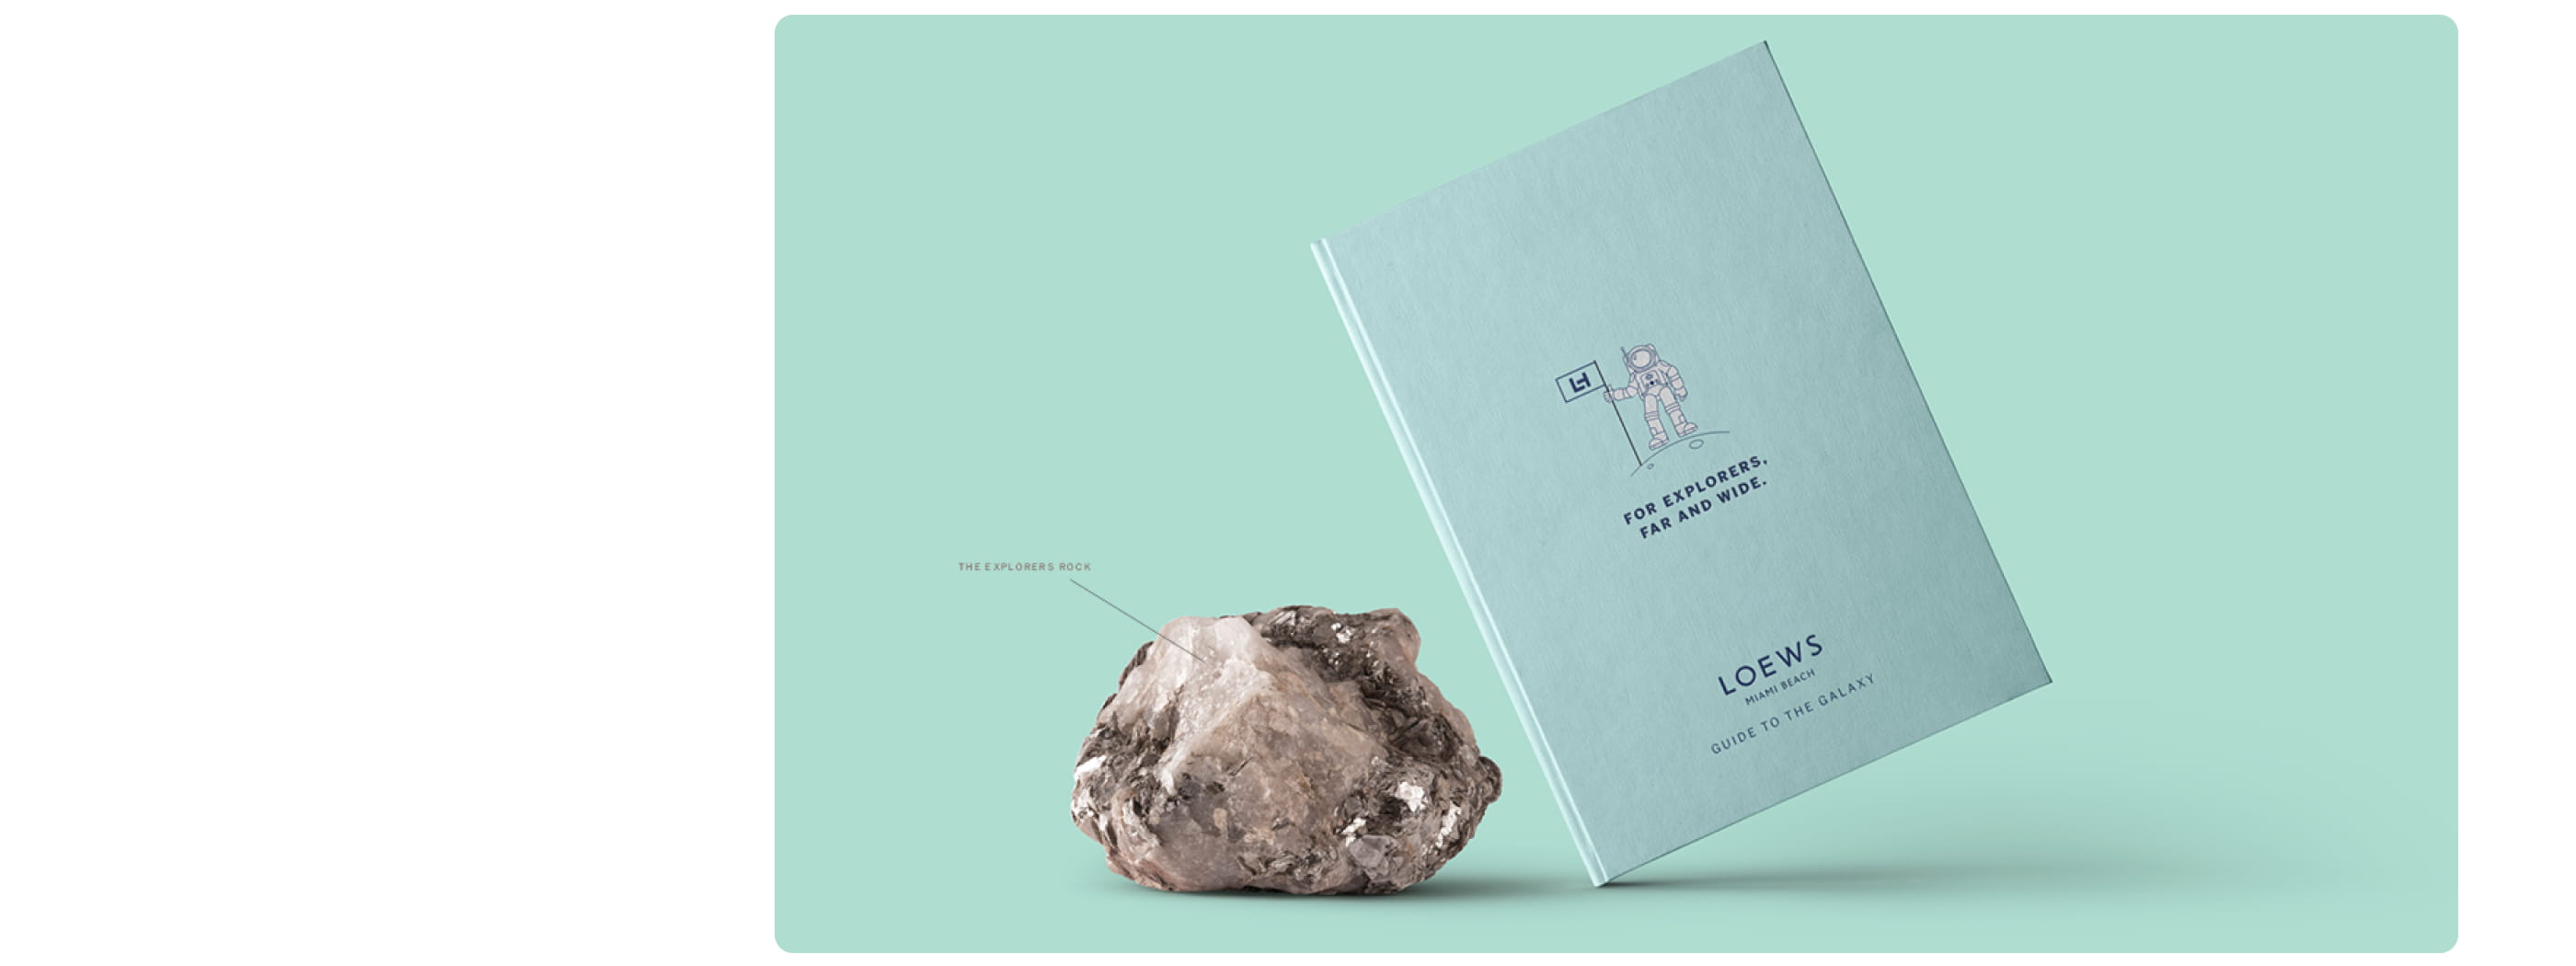 THE EXPLORERS ROCK
LH
FOR EXPLORERS,
FAR AND WIDE.
LOEWS
MIAMI BEACH
GUIDE TO THE GALAXY